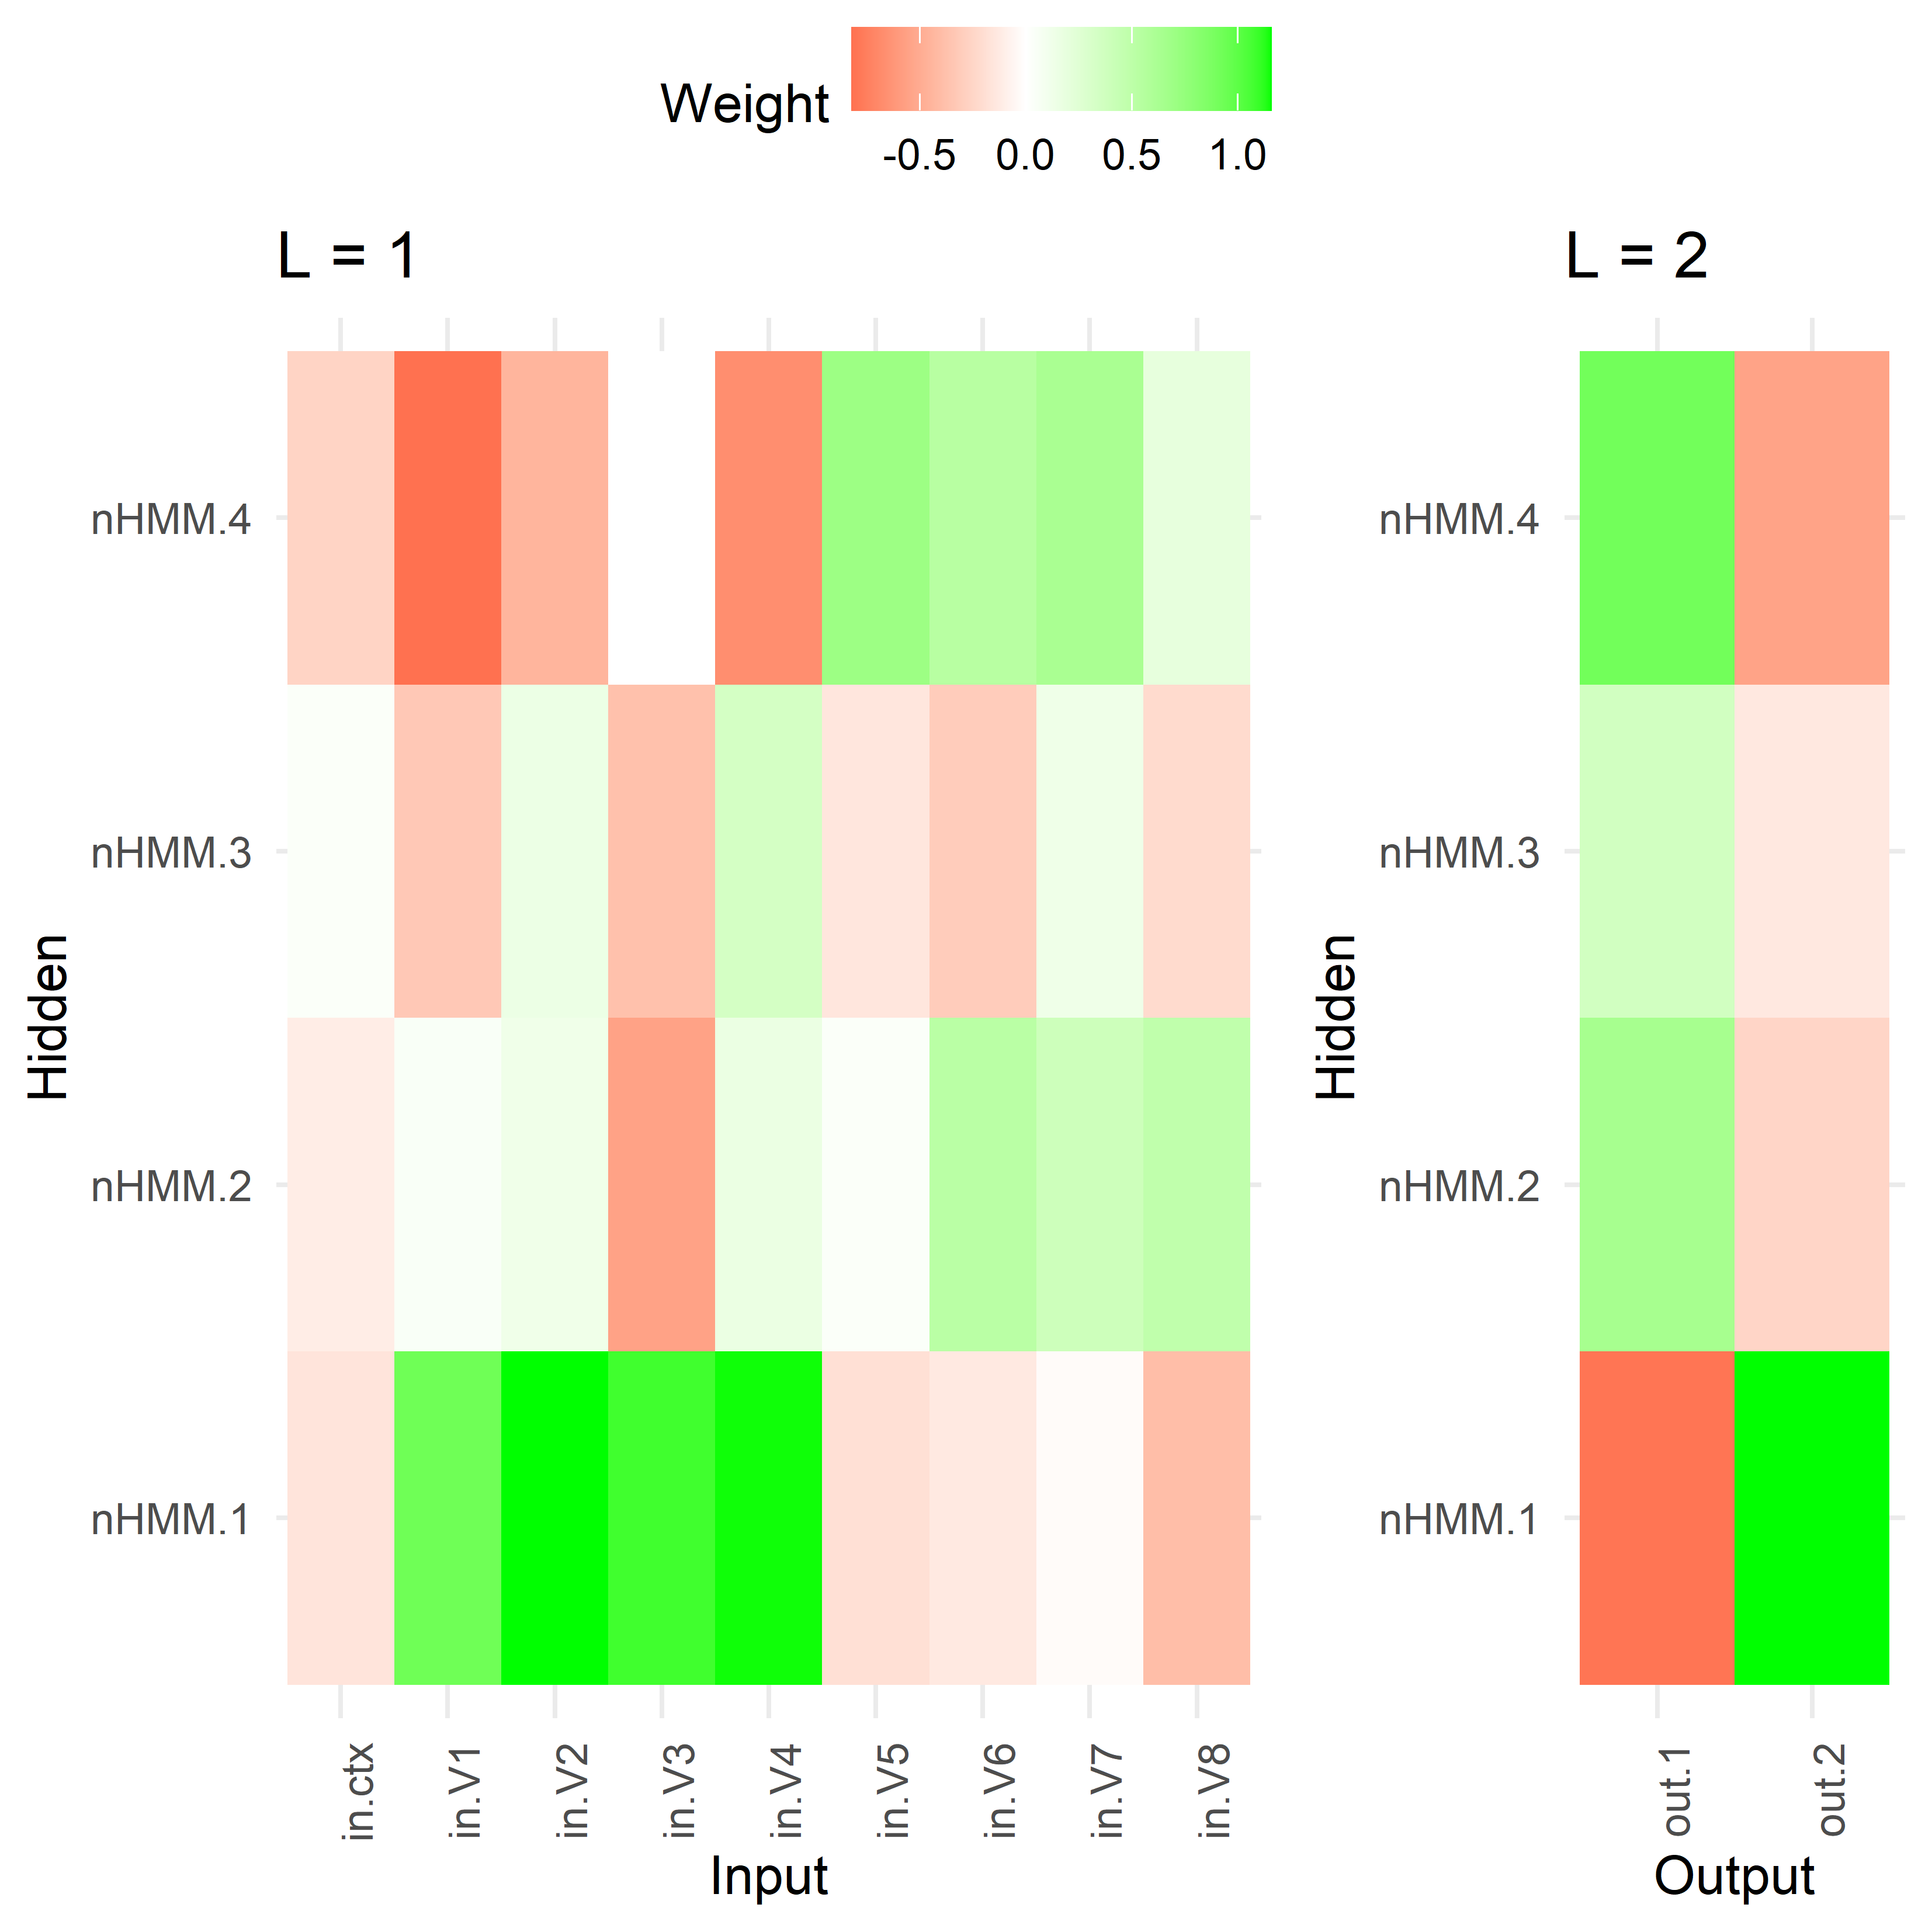 Weight
-0.5 0.0 0.5 1.0
L = 1
nHMM.4
nHMM.3
nHMM.2
nHMM.1
Hidden
in.ctx in.V1 in.V2 in.V3 in.V4 in.V5 in.V6 in.V7 in.V8
Input
L = 2
nHMM.4
nHMM.3
nHMM.2
nHMM.1
Hidden
out.1 out.2
Output